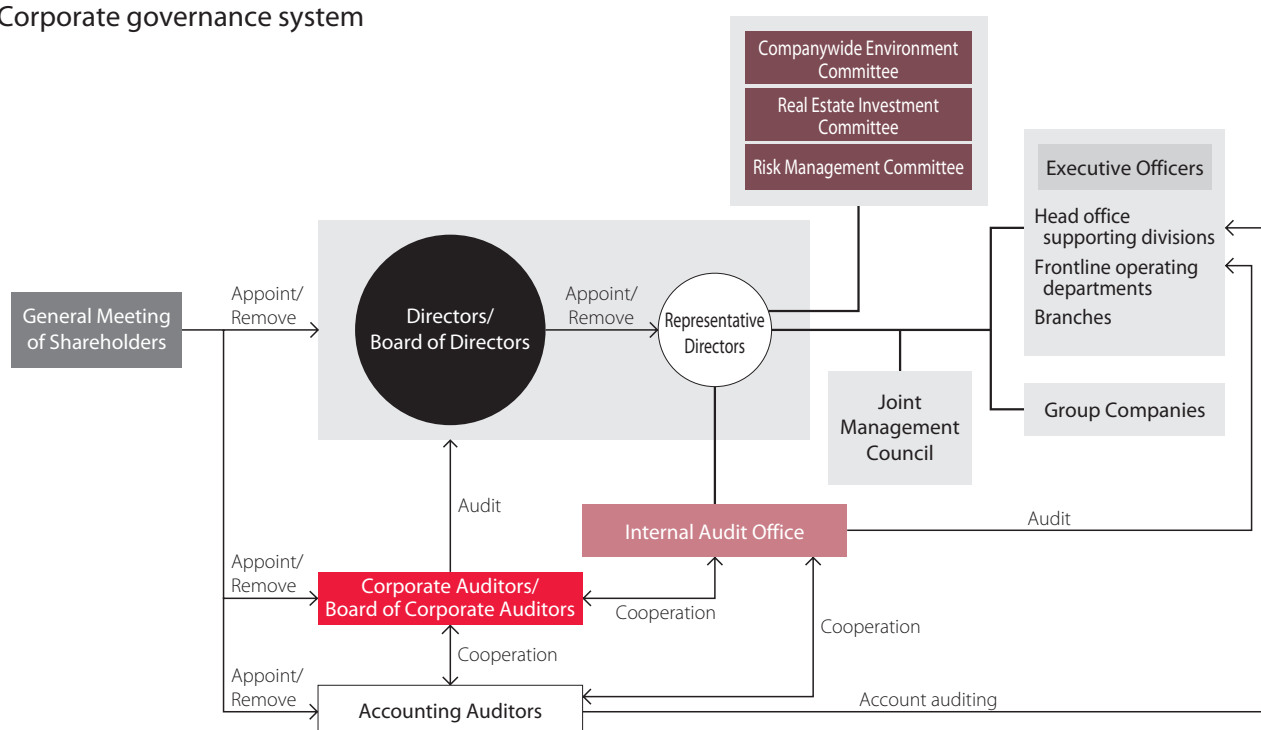 Corporate governance system
Companywide Environment
Committee
Real Estate Investment
Committee
Risk Management Committee
Executive Officers
Head office
supporting divisions
Frontline operating
departments
Branches
General Meeting
of Shareholders
Appoint/
Remove
Directors/
Board of Directors
Appoint/
Remove
Representative
Directors
Joint
Management
Council
Group Companies
Audit
Internal Audit Office
Audit
Appoint/
Remove
Corporate Auditors/
Board of Corporate Auditors
Cooperation
Cooperation
Cooperation
Appoint/
Remove
Accounting Auditors
Account auditing